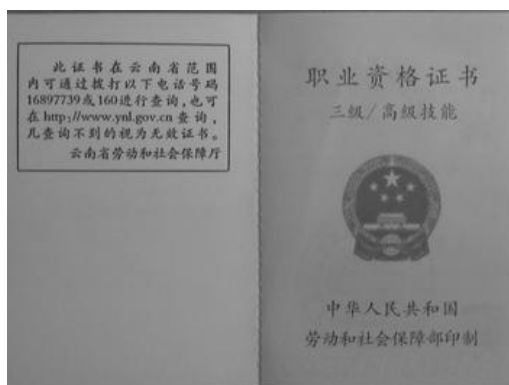 此证书在云南省范围
内可通过拨打以下电话号码
16897739或160进行查询,也可
在http://www.ynl.gov.cn查询,
凡查询不到的视为无效证书。
云南省劳动和社会保障厅
职业资格证书
三级/高级技能
中华人民共和国
劳动和社会保障部印制